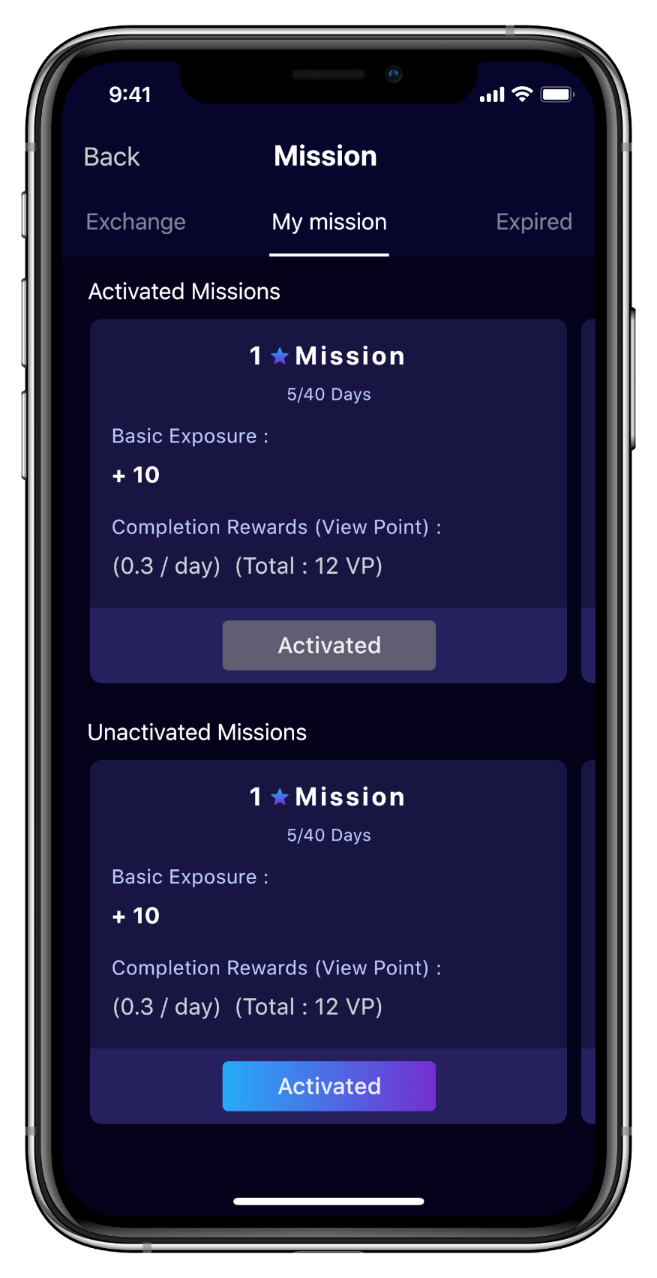 9:41
Back Mission
Exchange My mission Expired
Activated Missions
1 ★ Mission
5/40 Days
Basic Exposure :
+ 10
Completion Rewards (View Point) :
(0.3 / day) (Total : 12 VP)
Activated
Unactivated Missions
1 ★ Mission
5/40 Days
Basic Exposure :
+ 10
Completion Rewards (View Point) :
(0.3 / day) (Total : 12 VP)
Activated